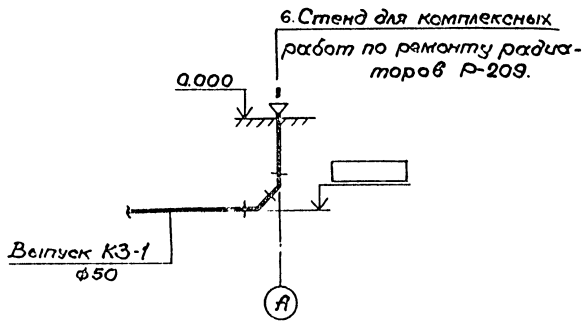 6. Стенд для комплексных
работ по ремонту радиа-
торов Р-209.
0.000
Выпуск К3-1
ф50
А